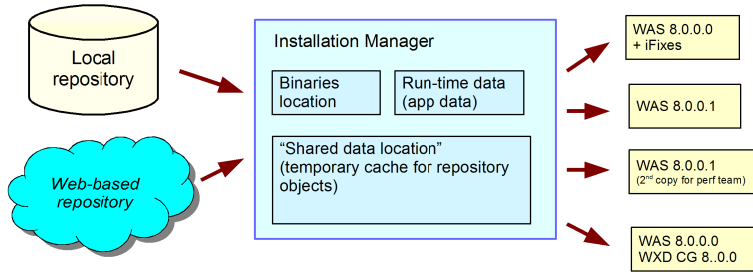 Local
repository
Web-based
repository
Installation Manager
Binaries
location
Run-time data
(app data)
“Shared data location”
(temporary cache for repository
objects)
WAS 8.0.0.0
+ iFixes
WAS 8.0.0.1
WAS 8.0.0.1
(2nd copy for perf team)
WAS 8.0.0.0
WXD CG 8..0.0